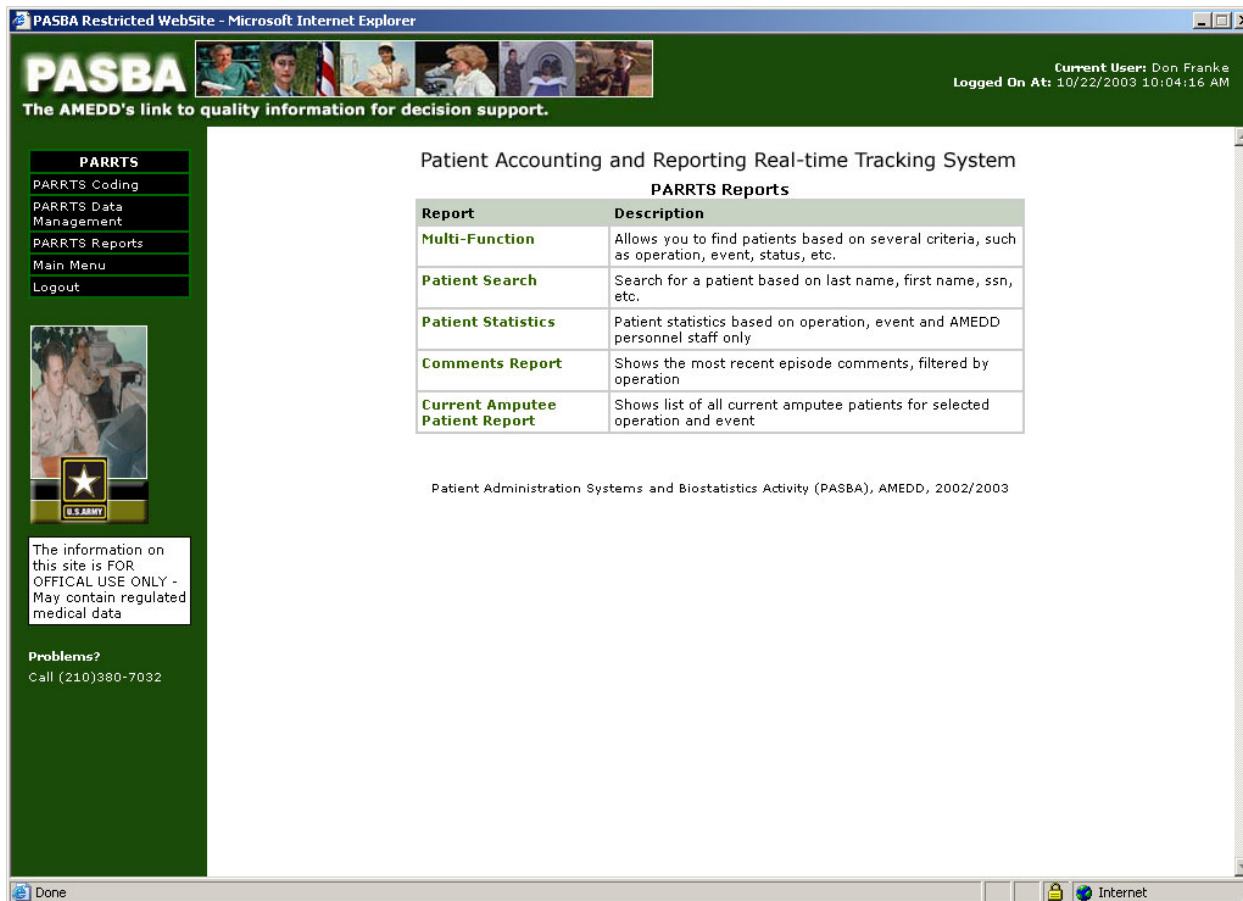 PASBA Restricted WebSite - Microsoft Internet Explorer
PASBA
The AMEDD's link to quality information for decision support.
Current User: Don Franke
Logged On At: 10/22/2003 10:04:16 AM
PARRTS
PARRTS Coding
PARRTS Data
Management
PARRTS Reports
Main Menu
Logout
U.S.ARMY
The information on
this site is FOR
OFFICAL USE ONLY -
May contain regulated
medical data
Problems?
Call (210)380-7032
Patient Accounting and Reporting Real-time Tracking System
PARRTS Reports
Report Description
Multi-Function Allows you to find patients based on several criteria, such
as operation, event, status, etc.
Patient Search Search for a patient based on last name, first name, ssn,
etc.
Patient Statistics Patient statistics based on operation, event and AMEDD
personnel staff only
Comments Report Shows the most recent episode comments, filtered by
operation
Current Amputee Shows list of all current amputee patients for selected
Patient Report operation and event
Patient Administration Systems and Biostatistics Activity (PASBA), AMEDD, 2002/2003
Done
Internet